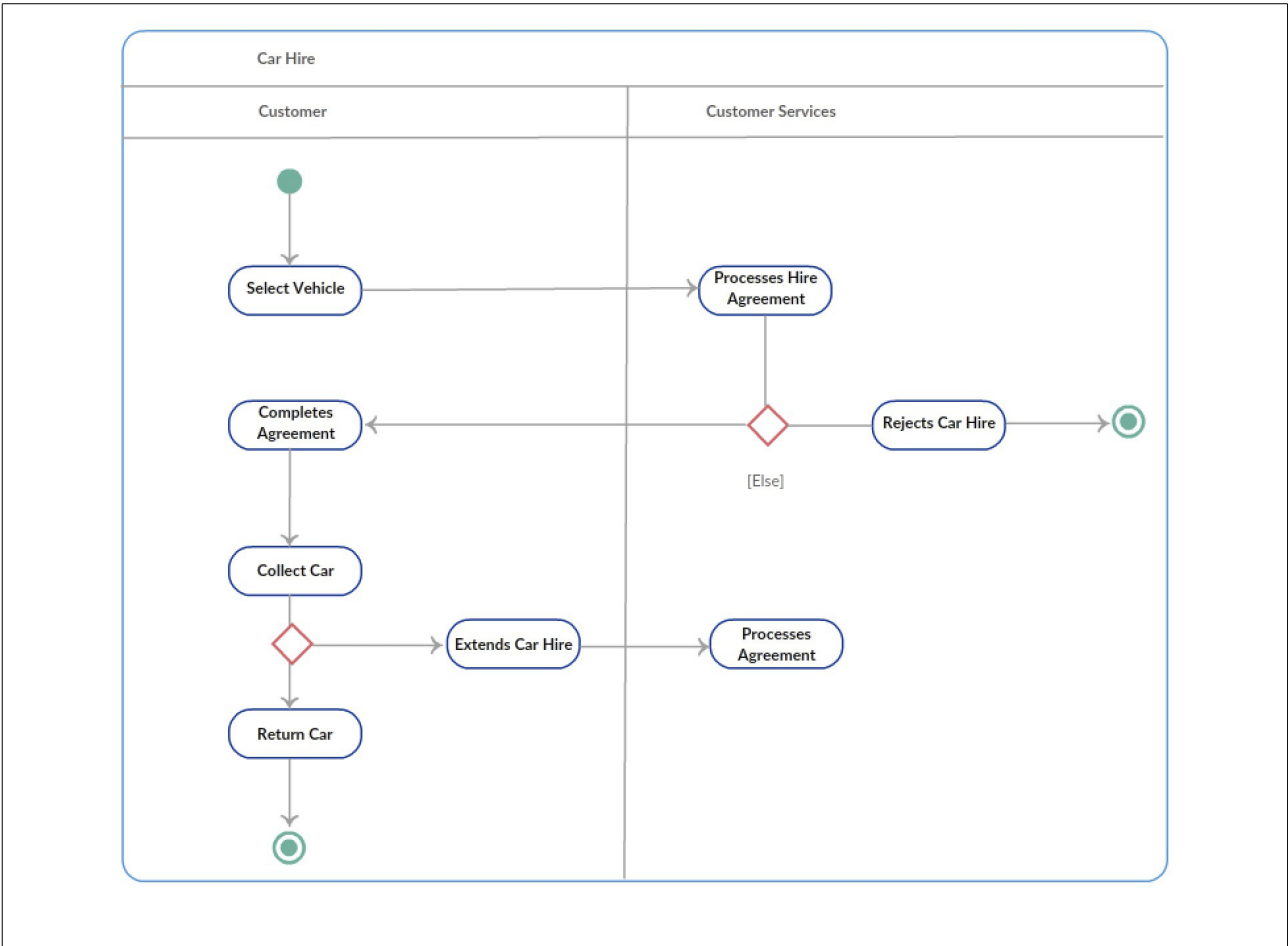 Car Hire
Customer
Customer Services
Select Vehicle
Processes Hire
Agreement
Completes
Agreement
Rejects Car Hire
[Else]
Collect Car
Extends Car Hire
Processes
Agreement
Return Car